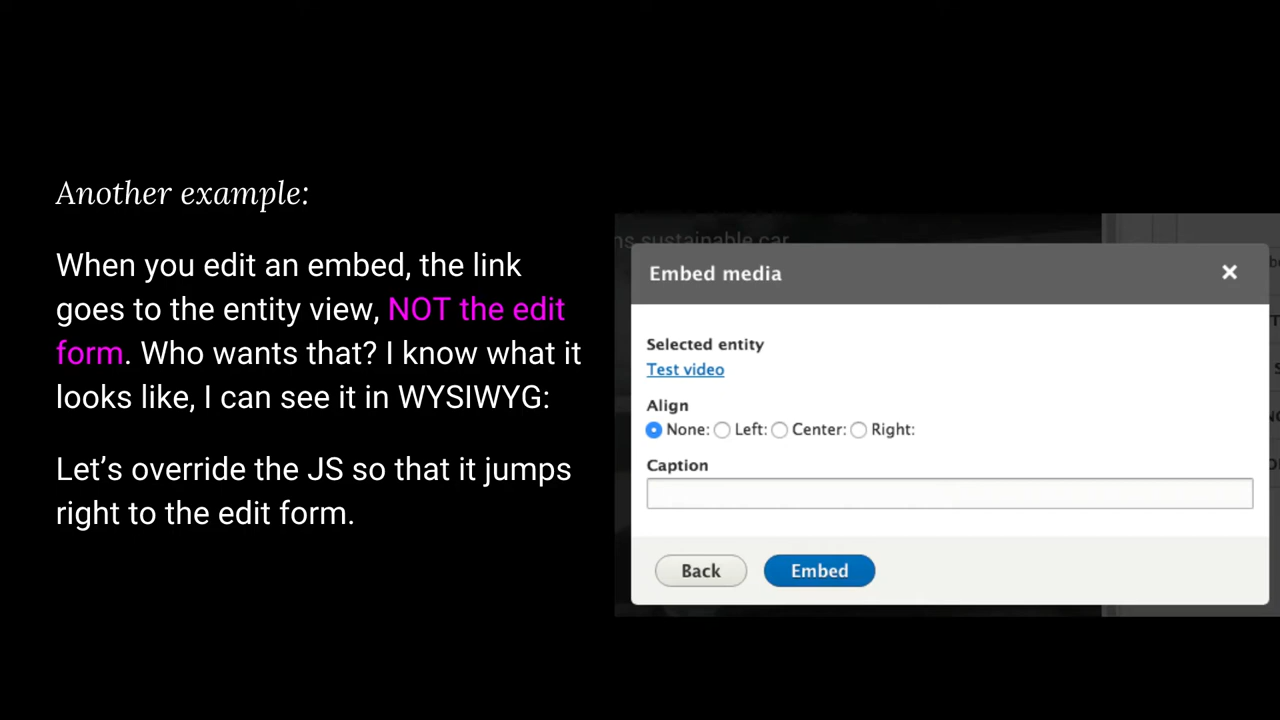 Another example:
When you edit an embed, the link
goes to the entity view, NOT the edit
form. Who wants that? I know what it
looks like, I can see it in WYSIWYG:
Let’s override the JS so that it jumps
right to the edit form.
sustainable car
Embed media
Selected entity
Test video
Align
None: Left: Center: Right:
Caption
Back Embed